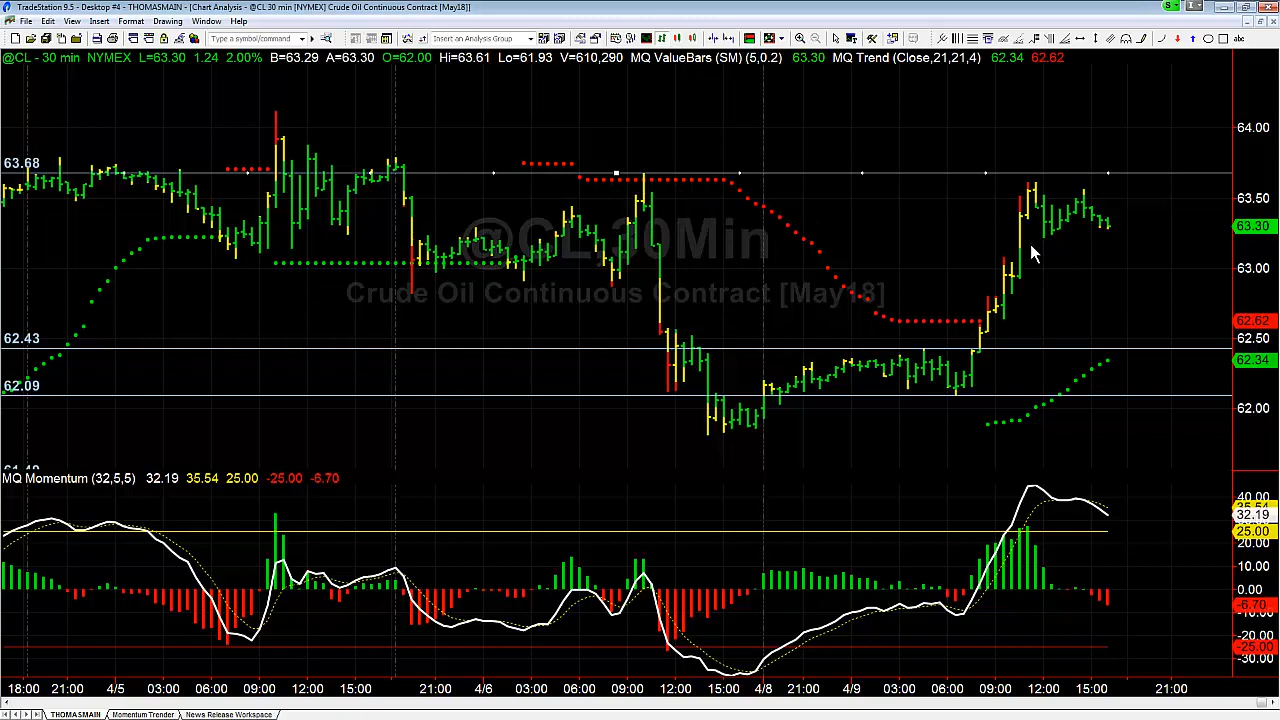 TradeStation 9.5 - Desktop #4 - THOMASMAIN - [Chart Analysis - @CL 30 min [NYMEX] Crude Oil Continuous Contract [May18]]
File Edit View Insert Format Drawing Window Help
Type a symbol/command
Insert an Analysis Group
abc
@CL - 30 min NYMEX L=63.30 1.24 2.00% B=63.29 A=63.30 O=62.00 Hi=63.61 Lo=61.93 V=610,290 MQ ValueBars (SM) (5,0.2) 63.30 MQ Trend (Close,21,21,4) 62.34 62.62
64.00
63.68
63.50
@CL,30Min
63.30
63.00
Crude Oil Continuous Contract [May18]
62.62
62.50
62.43
62.34
62.09
62.00
61.49
MQ Momentum (32,5,5) 32.19 35.54 25.00 -25.00 -6.70
40.00
35.54
32.19
25.00
20.00
10.00
0.00
-6.70
-10.00
-20.00
-25.00
-30.00
18:00 21:00 4/5 03:00 06:00 09:00 12:00 15:00 21:00 4/6 03:00 06:00 09:00 12:00 15:00 4/8 21:00 4/9 03:00 06:00 09:00 12:00 15:00 21:00
THOMASMAIN Momentum Trender News Release Workspace